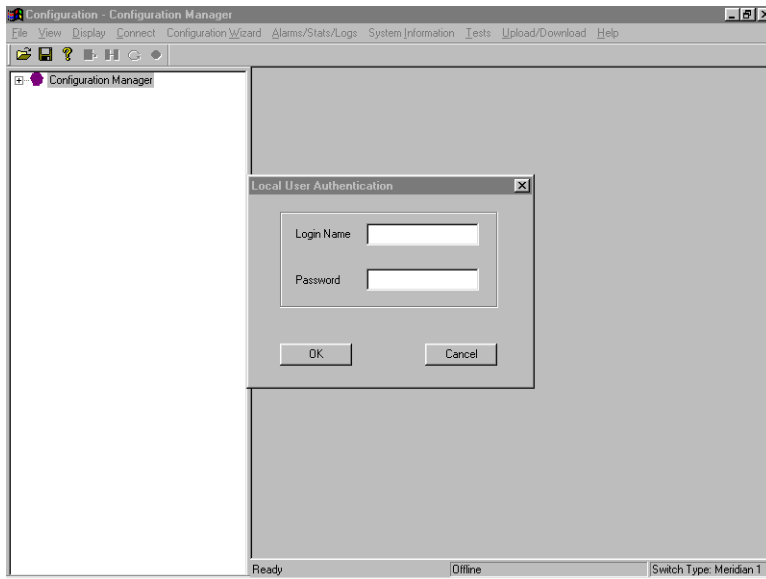 Configuration - Configuration Manager
File View Display Connect Configuration Wizard Alarms/Stats/Logs System Information Tests Upload/Download Help
Configuration Manager
Local User Authentication
Login Name
Password
OK Cancel
Ready Offline Switch Type: Meridian 1